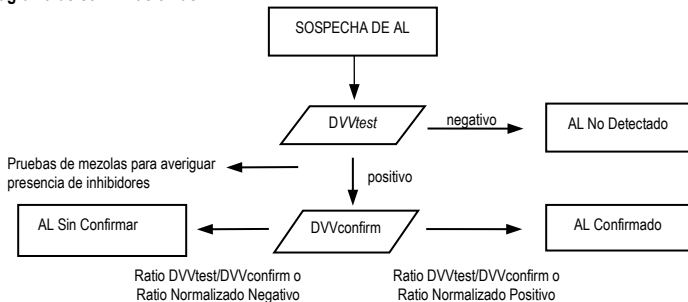 SOSPECHA DE AL
DVVtest
negativo
AL No Detectado
Pruebas de mezolas para averiguar
presencia de inhibidores
positivo
AL Sin Confirmar
DVVconfirm
AL Confirmado
Ratio DVVtest/DVVconfirm o
Ratio Normalizado Negativo
Ratio DVVtest/DVVconfirm o
Ratio Normalizado Positivo